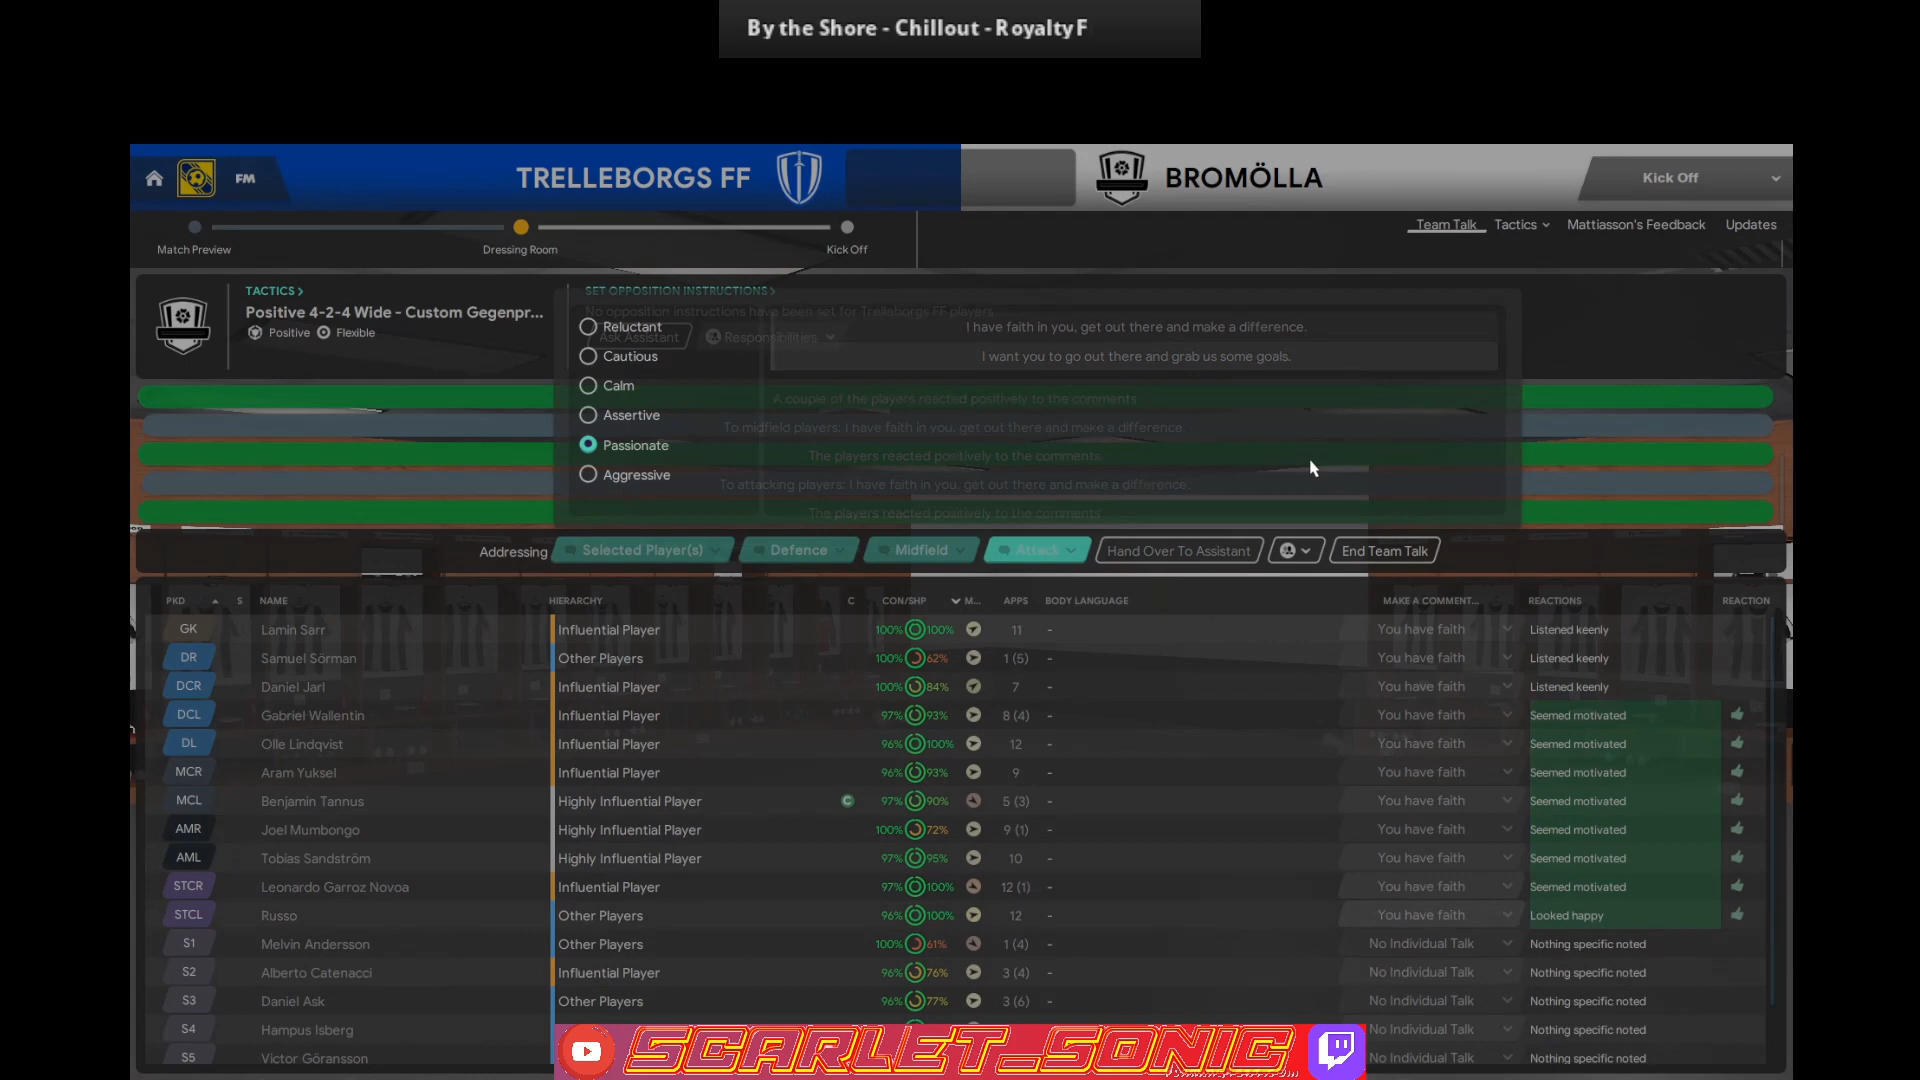 By the Shore - Chillout - Royalty F
FM
TRELLEBORGS FF
BROMÖLLA
Kick Off
Match Preview
Dressing Room
Kick Off
Team Talk
Tactics
Mattiasson's Feedback
Updates
TACTICS
Positive 4-2-4 Wide - Custom Gegenpr...
Positive
Flexible
SET OPPOSITION INSTRUCTIONS
No opposition instructions have been set for Trelleborgs FF players
Ask Assistant
Responsibilities
Reluctant
Cautious
Calm
Assertive
Passionate
Aggressive
I have faith in you, get out there and make a difference.
I want you to go out there and grab us some goals.
A couple of the players reacted positively to the comments
To midfield players: I have faith in you, get out there and make a difference.
The players reacted positively to the comments
To attacking players: I have faith in you, get out there and make a difference.
The players reacted positively to the comments
Addressing
Selected Player(s)
Defence
Midfield
Attack
Hand Over To Assistant
End Team Talk
PKD S NAME HIERARCHY C CON/SHP M... APPS BODY LANGUAGE MAKE A COMMENT... REACTIONS REACTION
GK Lamin Sarr Influential Player 100% 100% 11 - You have faith Listened keenly
DR Samuel Sörman Other Players 100% 62% 1 (5) - You have faith Listened keenly
DCR Daniel Jarl Influential Player 100% 84% 7 - You have faith Listened keenly
DCL Gabriel Wallentin Influential Player 97% 93% 8 (4) - You have faith Seemed motivated
DL Olle Lindqvist Influential Player 96% 100% 12 - You have faith Seemed motivated
MCR Aram Yuksel Influential Player 96% 93% 9 - You have faith Seemed motivated
MCL Benjamin Tannus Highly Influential Player C 97% 90% 5 (3) - You have faith Seemed motivated
AMR Joel Mumbongo Highly Influential Player 100% 72% 9 (1) - You have faith Seemed motivated
AML Tobias Sandström Highly Influential Player 97% 95% 10 - You have faith Seemed motivated
STCR Leonardo Garroz Novoa Influential Player 97% 100% 12 (1) - You have faith Seemed motivated
STCL Russo Other Players 96% 100% 12 - You have faith Looked happy
S1 Melvin Andersson Other Players 100% 61% 1 (4) - No Individual Talk Nothing specific noted
S2 Alberto Catenacci Influential Player 96% 76% 3 (4) - No Individual Talk Nothing specific noted
S3 Daniel Ask Other Players 96% 77% 3 (6) - No Individual Talk Nothing specific noted
S4 Hampus Isberg No Individual Talk Nothing specific noted
S5 Victor Göransson No Individual Talk Nothing specific noted
SCARLET_SONIC